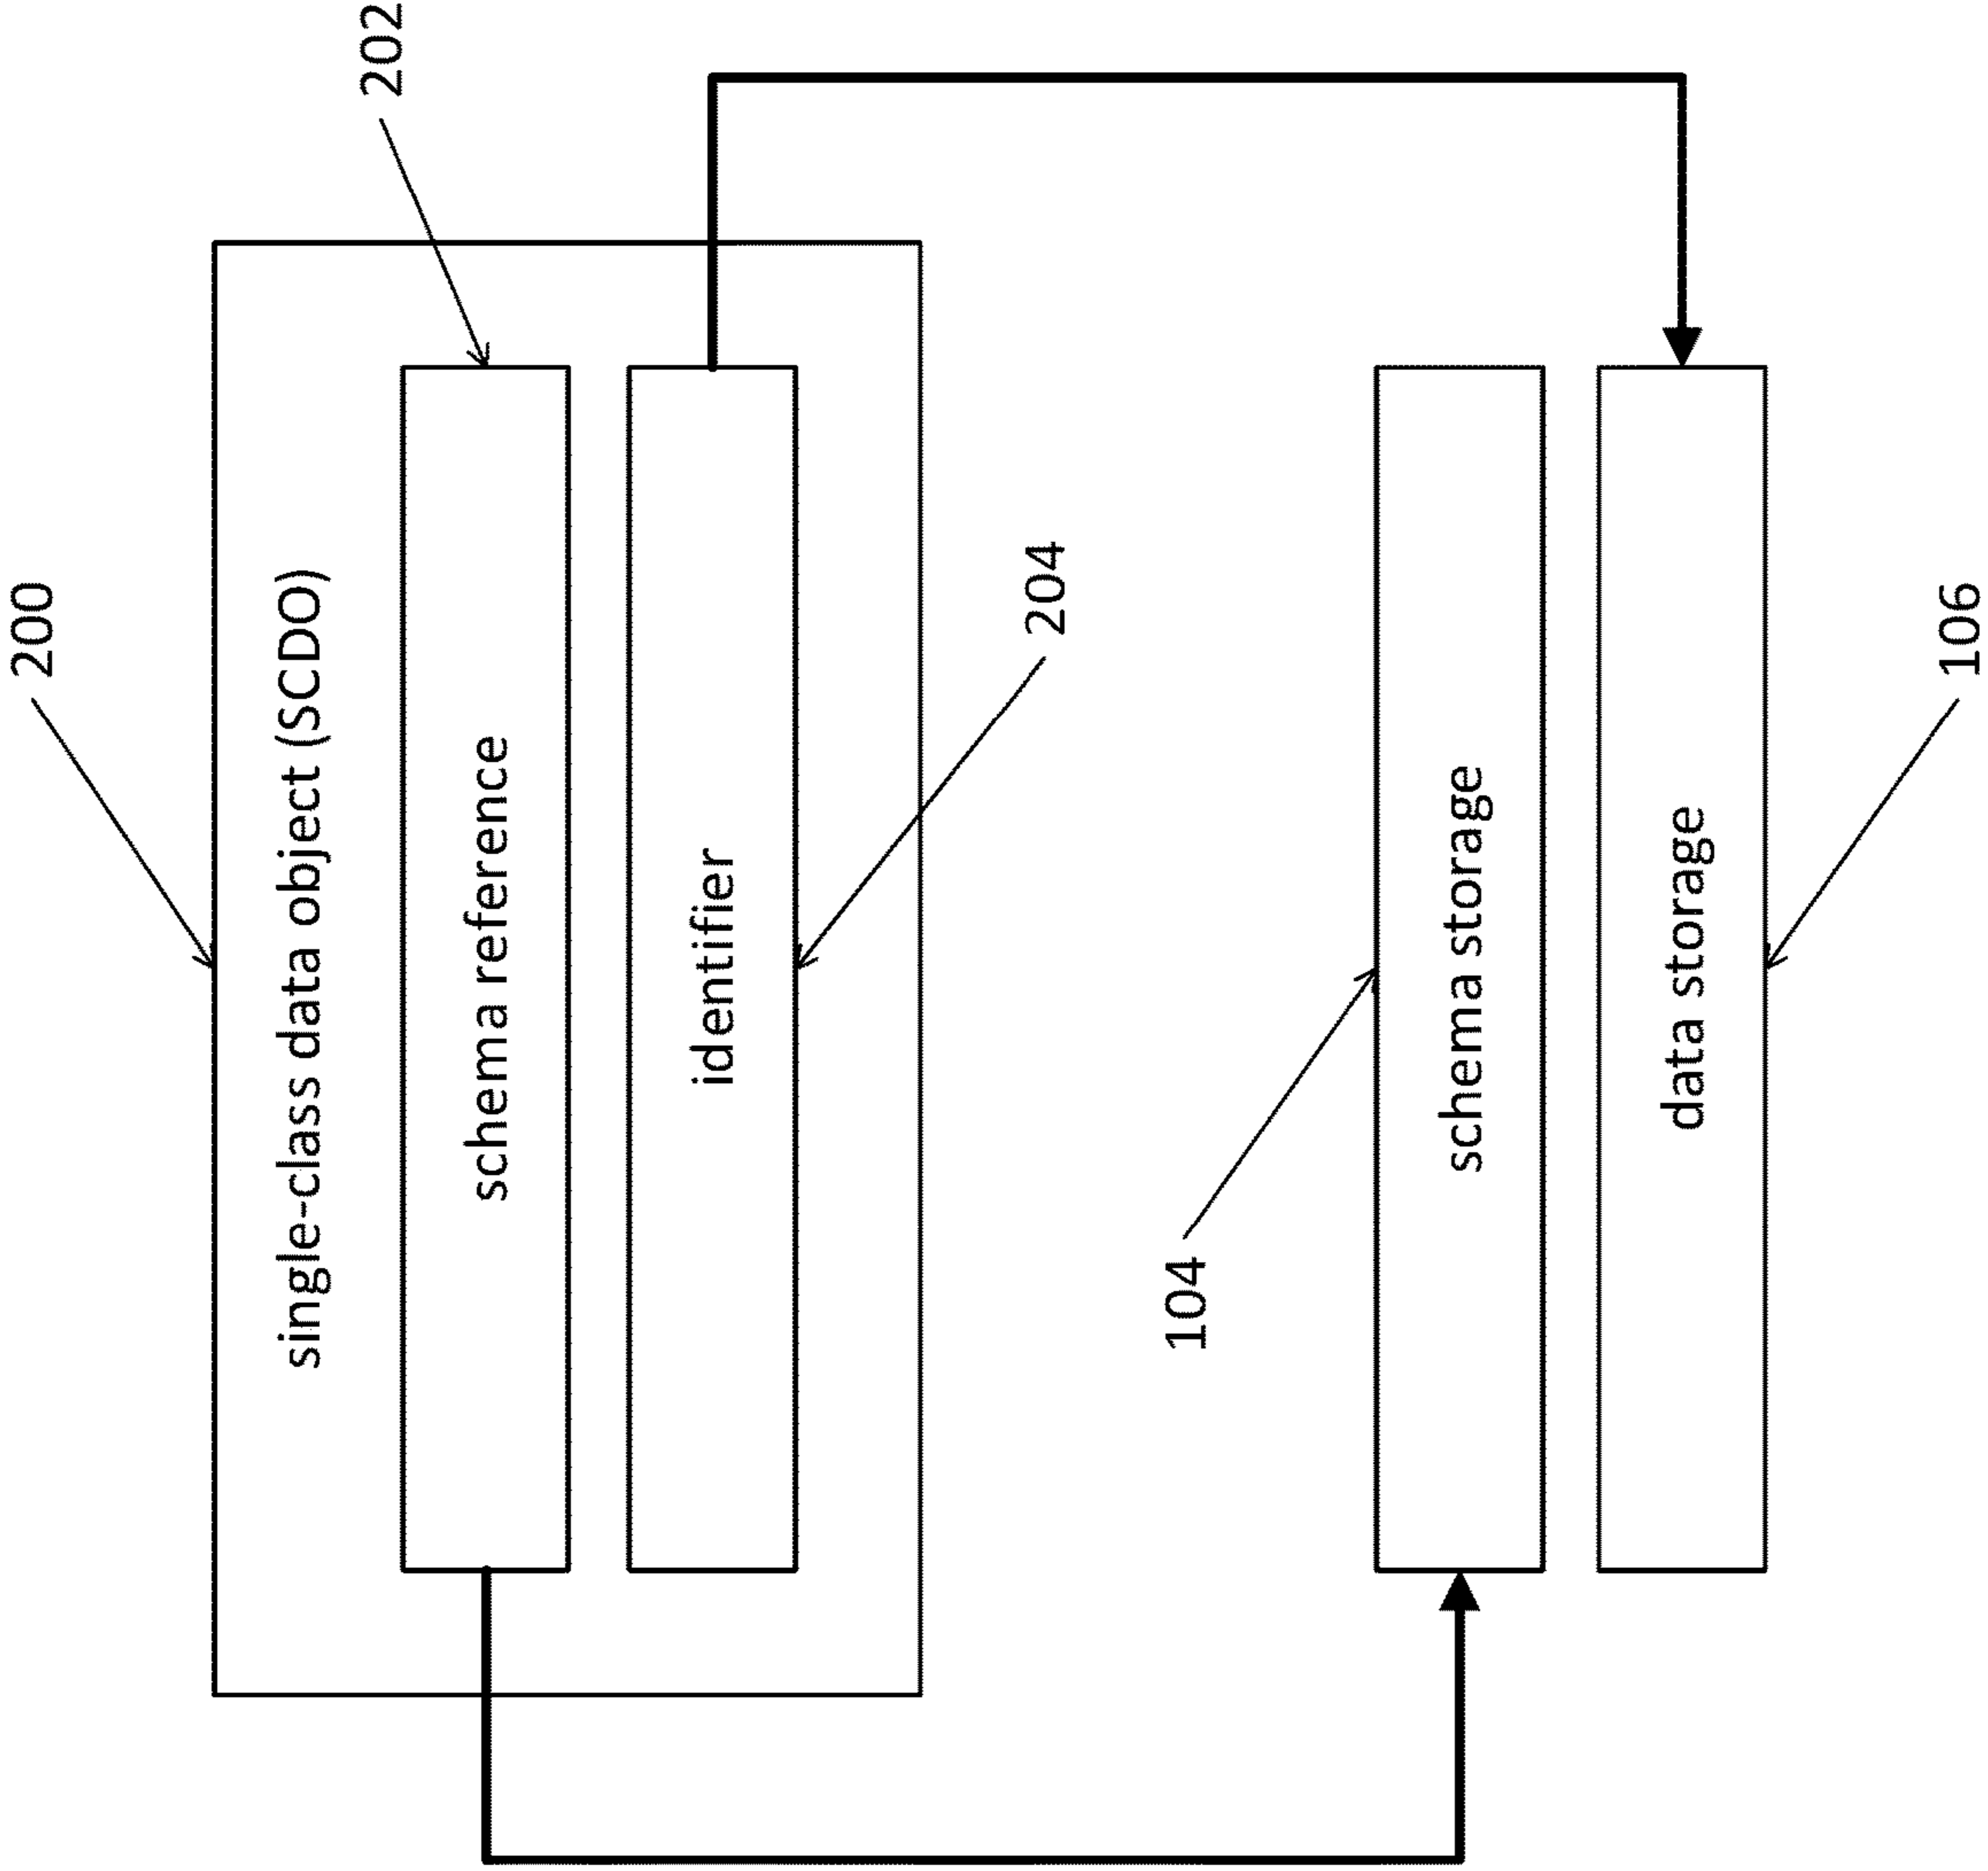 200
single-class data object (SCDO)
202
schema reference
identifier
204
104
schema storage
data storage
106